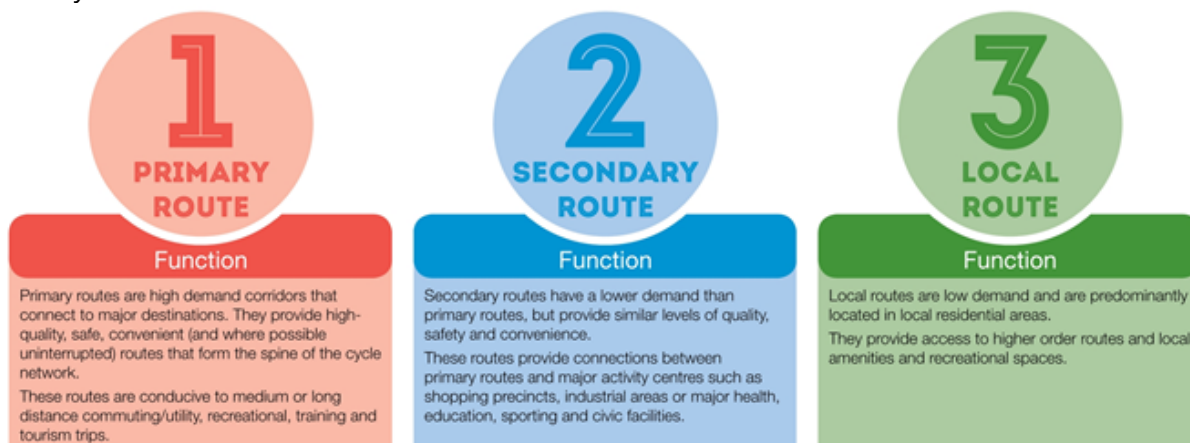 1
PRIMARY
ROUTE
Function
Primary routes are high demand corridors that
connect to major destinations. They provide high-
quality, safe, convenient (and where possible
uninterrupted) routes that form the spine of the cycle
network.
These routes are conducive to medium or long
distance commuting/utility, recreational, training and
tourism trips.
2
SECONDARY
ROUTE
Function
Secondary routes have a lower demand than
primary routes, but provide similar levels of quality,
safety and convenience.
These routes provide connections between
primary routes and major activity centres such as
shopping precincts, industrial areas or major health,
education, sporting and civic facilities.
3
LOCAL
ROUTE
Function
Local routes are low demand and are predominantly
located in local residential areas.
They provide access to higher order routes and local
amenities and recreational spaces.